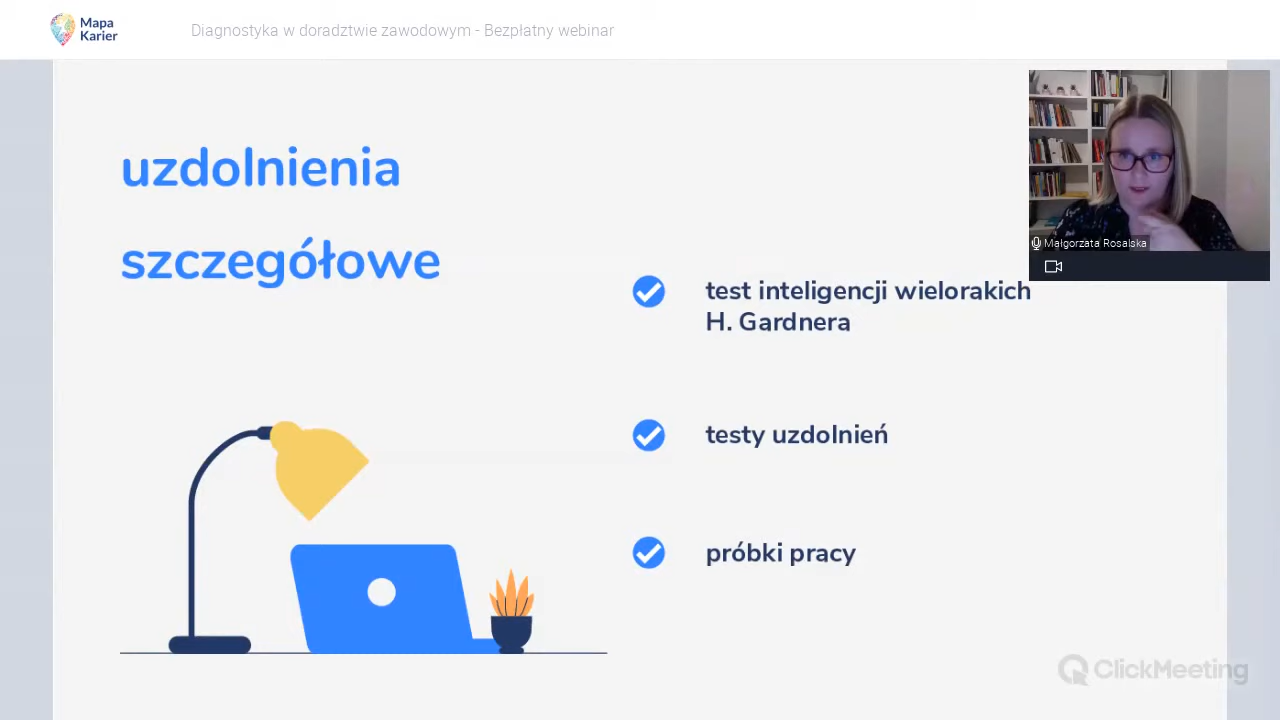 Mapa
Karier
Diagnostyka w doradztwie zawodowym - Bezpłatny webinar
uzdolnienia
szczegółowe
Małgorzata Rosalska
test inteligencji wielorakich
H. Gardnera
testy uzdolnień
próbki pracy
ClickMeeting